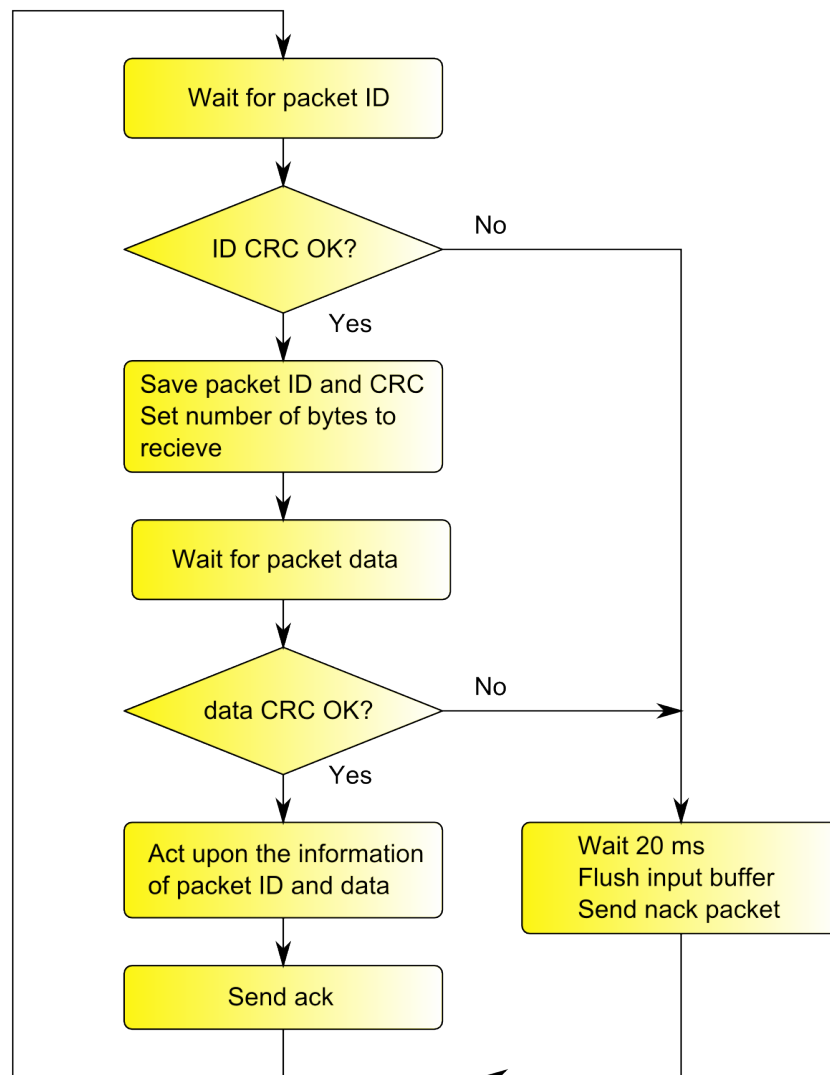 Wait for packet ID
ID CRC OK?
No
Yes
Save packet ID and CRC
Set number of bytes to
recieve
Wait for packet data
data CRC OK?
No
Yes
Act upon the information
of packet ID and data
Wait 20 ms
Flush input buffer
Send nack packet
Send ack